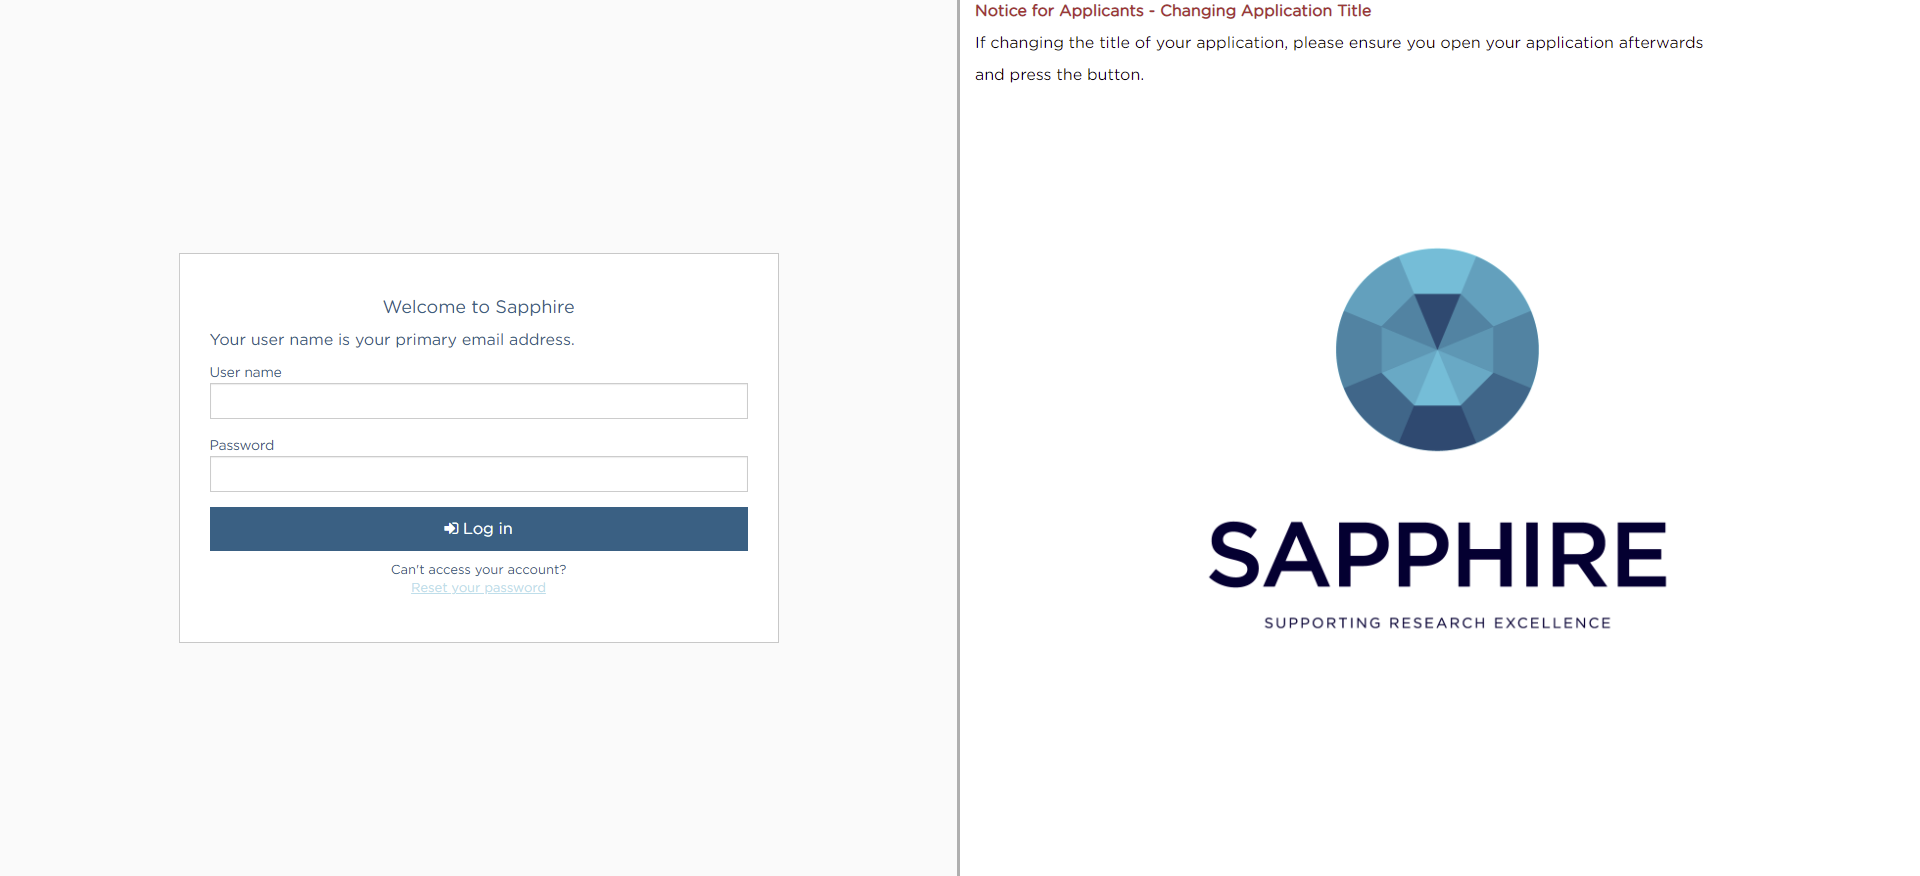 Welcome to Sapphire
Your user name is your primary email address.
User name
Password
Log in
Can't access your account?
Reset your password
Notice for Applicants - Changing Application Title
If changing the title of your application, please ensure you open your application afterwards
and press the button.
SAPPHIRE
SUPPORTING RESEARCH EXCELLENCE